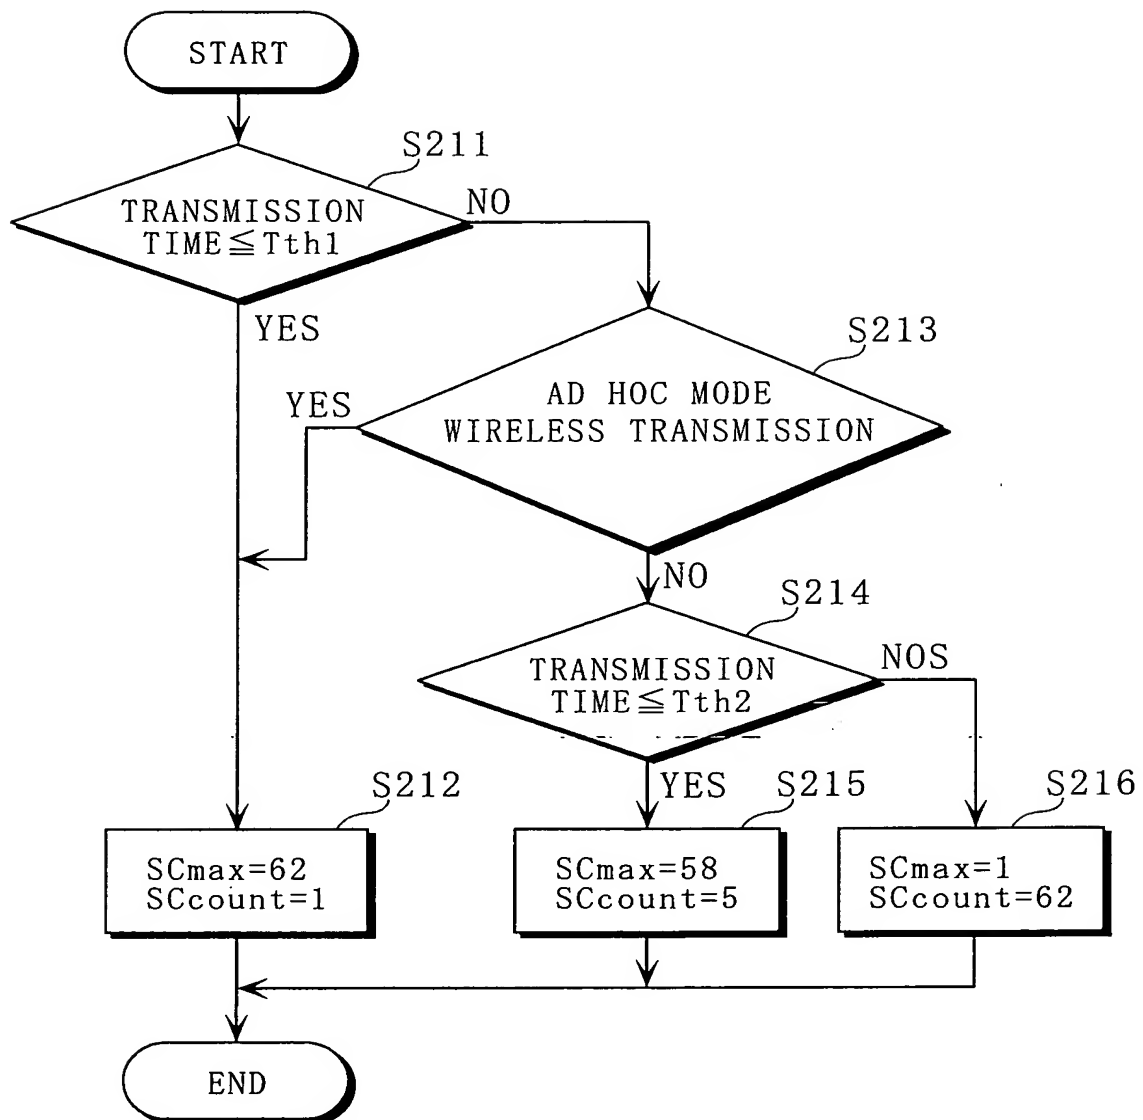 START
S211
TRANSMISSION
TIME≦Tth1
NO
YES
S213
AD HOC MODE
WIRELESS TRANSMISSION
YES
NO
S214
TRANSMISSION
TIME≦Tth2
NOS
YES
S212
SCmax=62
SCcount=1
S215
SCmax=58
SCcount=5
S216
SCmax=1
SCcount=62
END